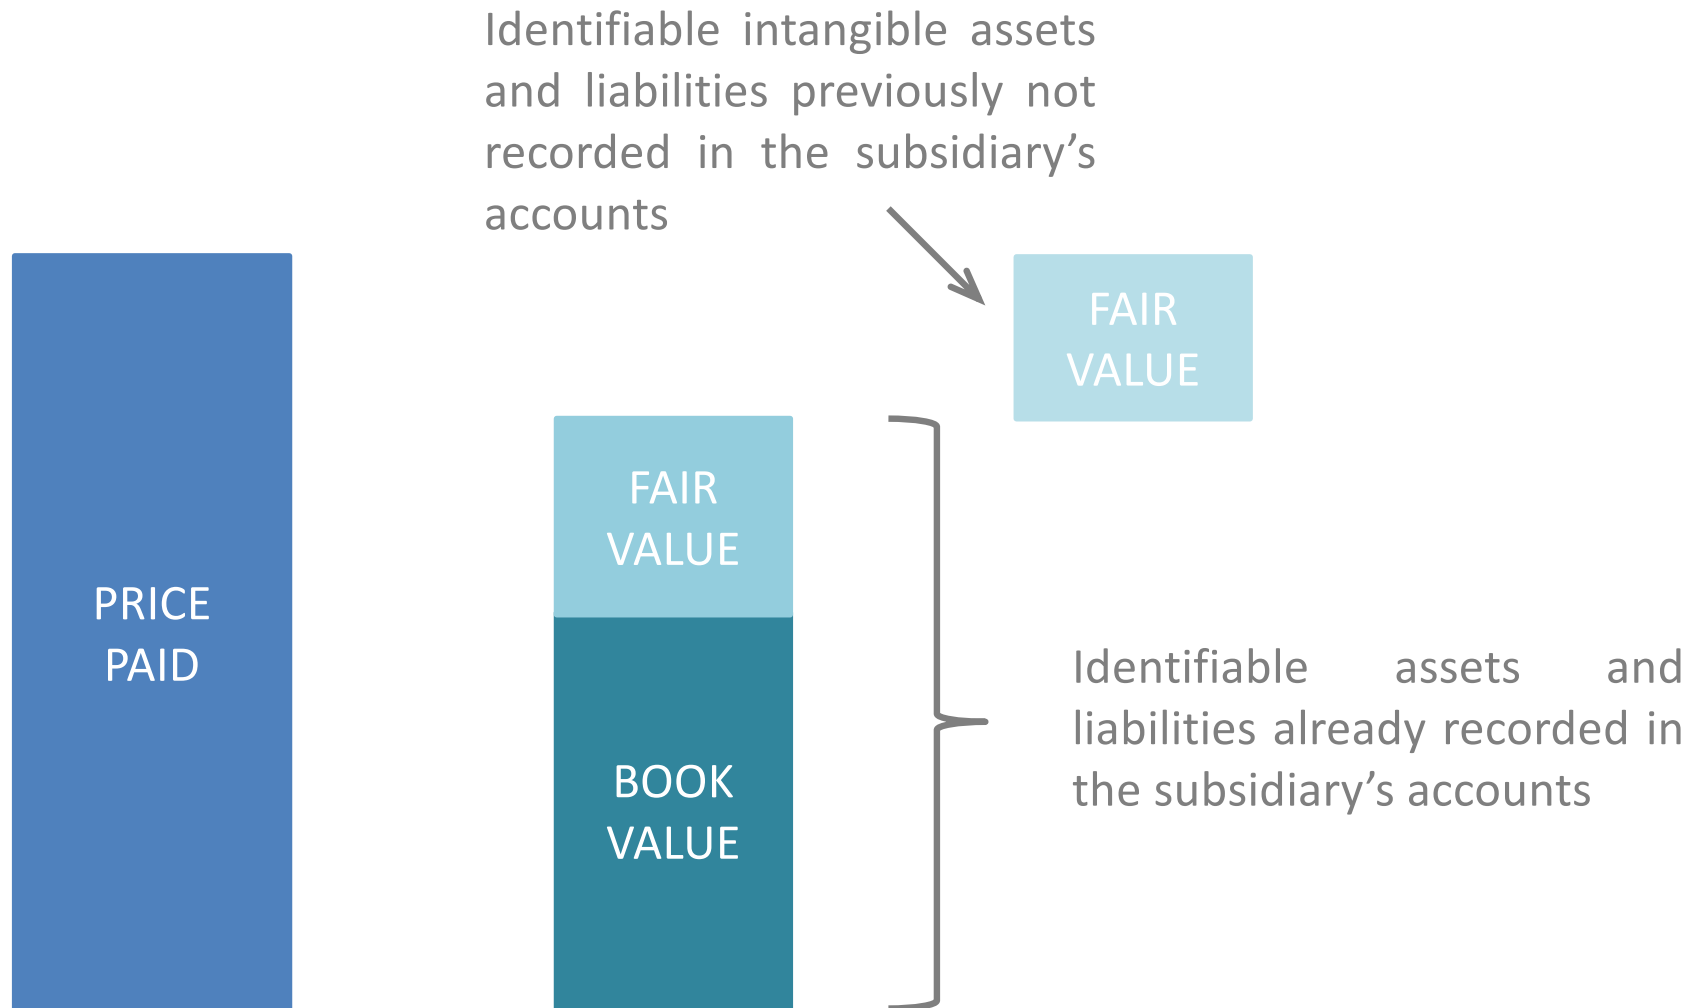 Identifiable intangible assets
and liabilities previously not
recorded in the subsidiary’s
accounts
FAIR
VALUE
FAIR
VALUE
PRICE
PAID
BOOK
VALUE
Identifiable assets and
liabilities already recorded in
the subsidiary’s accounts